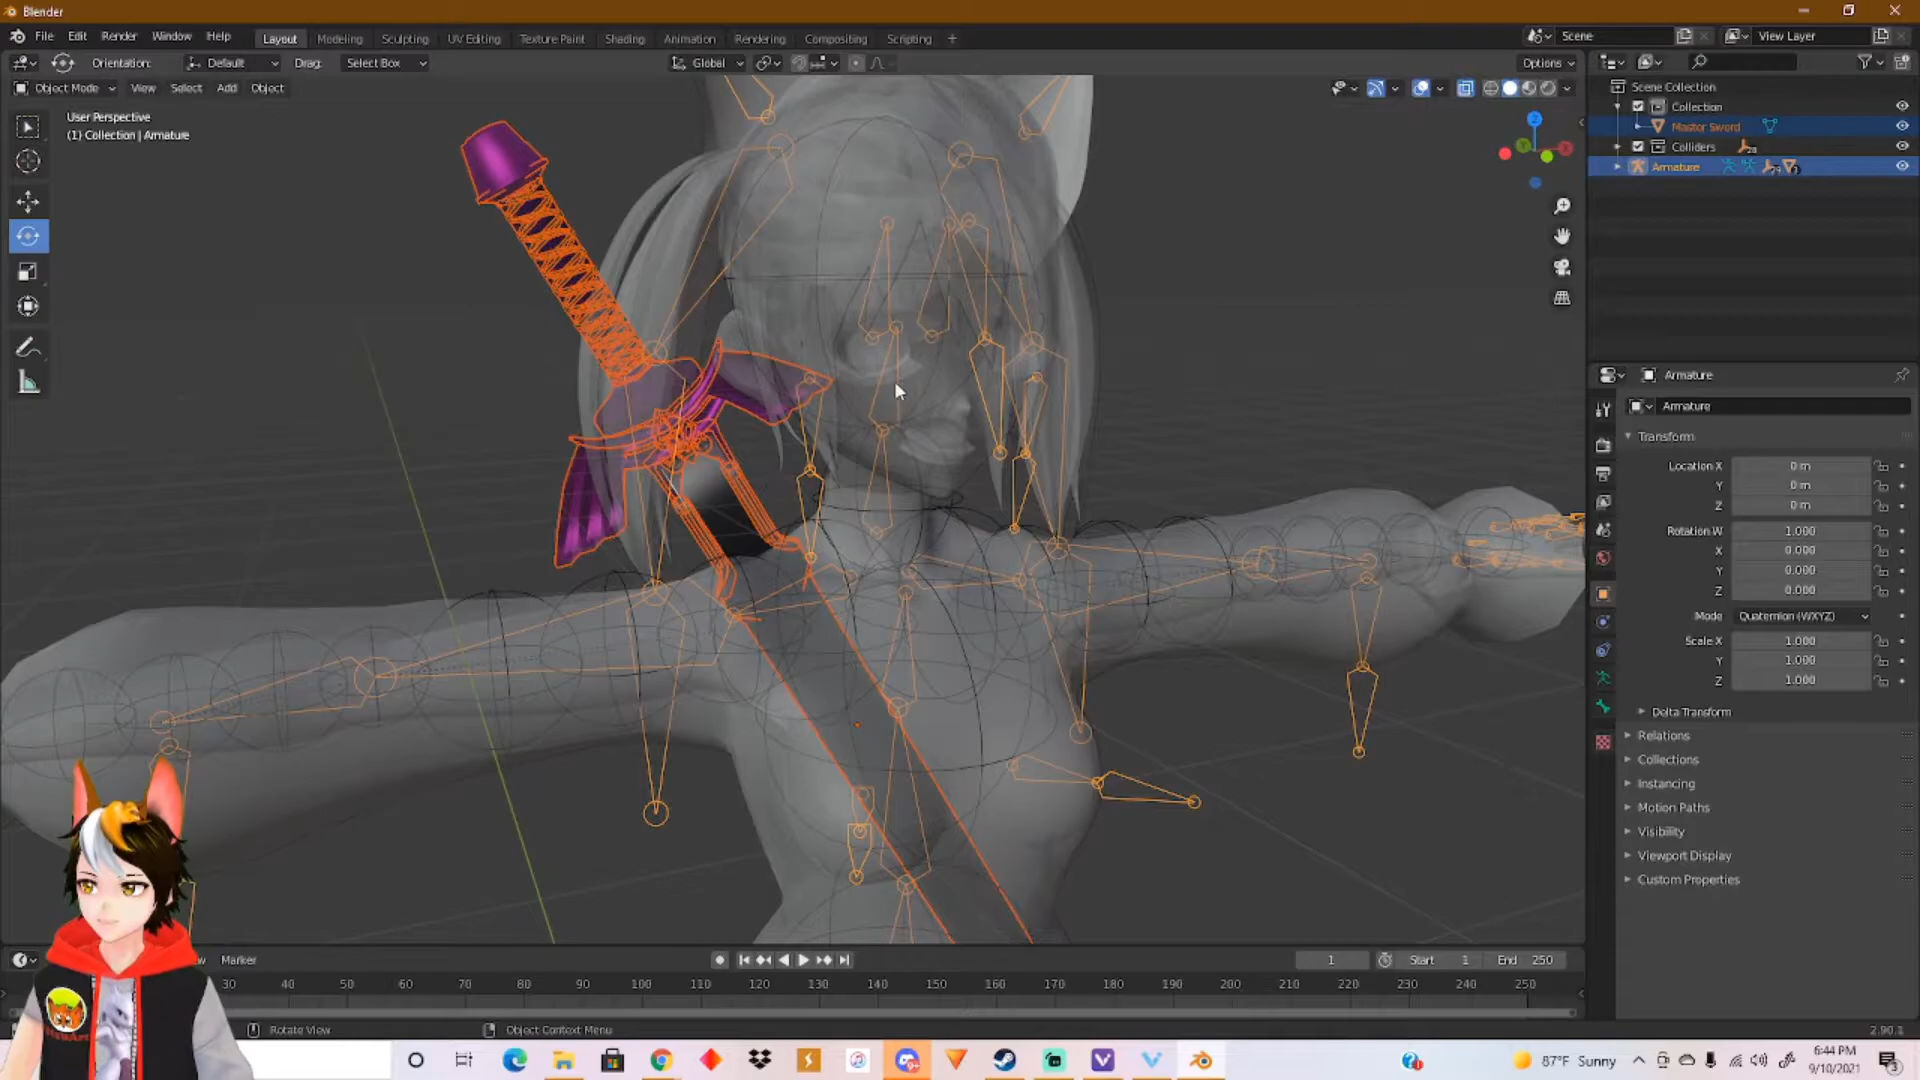 Blender
File Edit Render Window Help Layout Modeling Sculpting UV Editing Texture Paint Shading Animation Rendering Compositing Scripting + Scene View Layer
Orientation: Default Drag: Select Box Global Options
Object Mode View Select Add Object
User Perspective
(1) Collection | Armature
Scene Collection
Collection
Master Sword
Colliders 28
Armature
Armature
Armature
Transform
Location X 0 m
Y 0 m
Z 0 m
Rotation W 1.000
X 0.000
Y 0.000
Z 0.000
Mode Quaternion (WXYZ)
Scale X 1.000
Y 1.000
Z 1.000
Delta Transform
Relations
Collections
Instancing
Motion Paths
Visibility
Viewport Display
Custom Properties
Marker 1 Start 1 End 250
30 40 50 60 70 80 90 100 110 120 130 140 150 160 170 180 190 200 210 220 230 240 250
Rotate View Object Context Menu 2.90.1
87°F Sunny 6:44 PM
9/10/2021
3